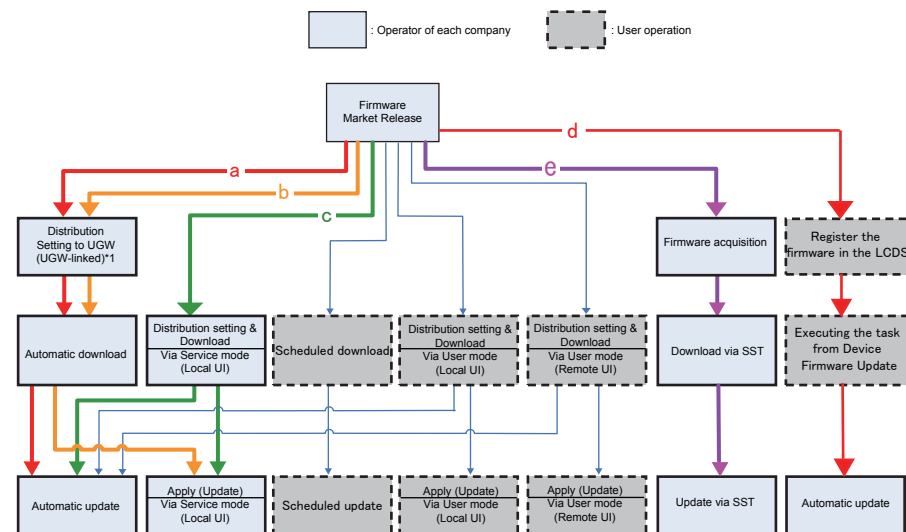 : Operator of each company
: User operation
Firmware
Market Release
a
b
c
d
e
Distribution
Setting to UGW
(UGW-linked)*1
Firmware acquisition
Register the
firmware in the LCDS
Automatic download
Distribution setting &
Download
Via Service mode
(Local UI)
Scheduled download
Distribution setting &
Download
Via User mode
(Local UI)
Distribution setting &
Download
Via User mode
(Remote UI)
Download via SST
Executing the task
from Device
Firmware Update
Automatic update
Apply (Update)
Via Service mode
(Local UI)
Scheduled update
Apply (Update)
Via User mode
(Local UI)
Apply (Update)
Via User mode
(Remote UI)
Update via SST
Automatic update